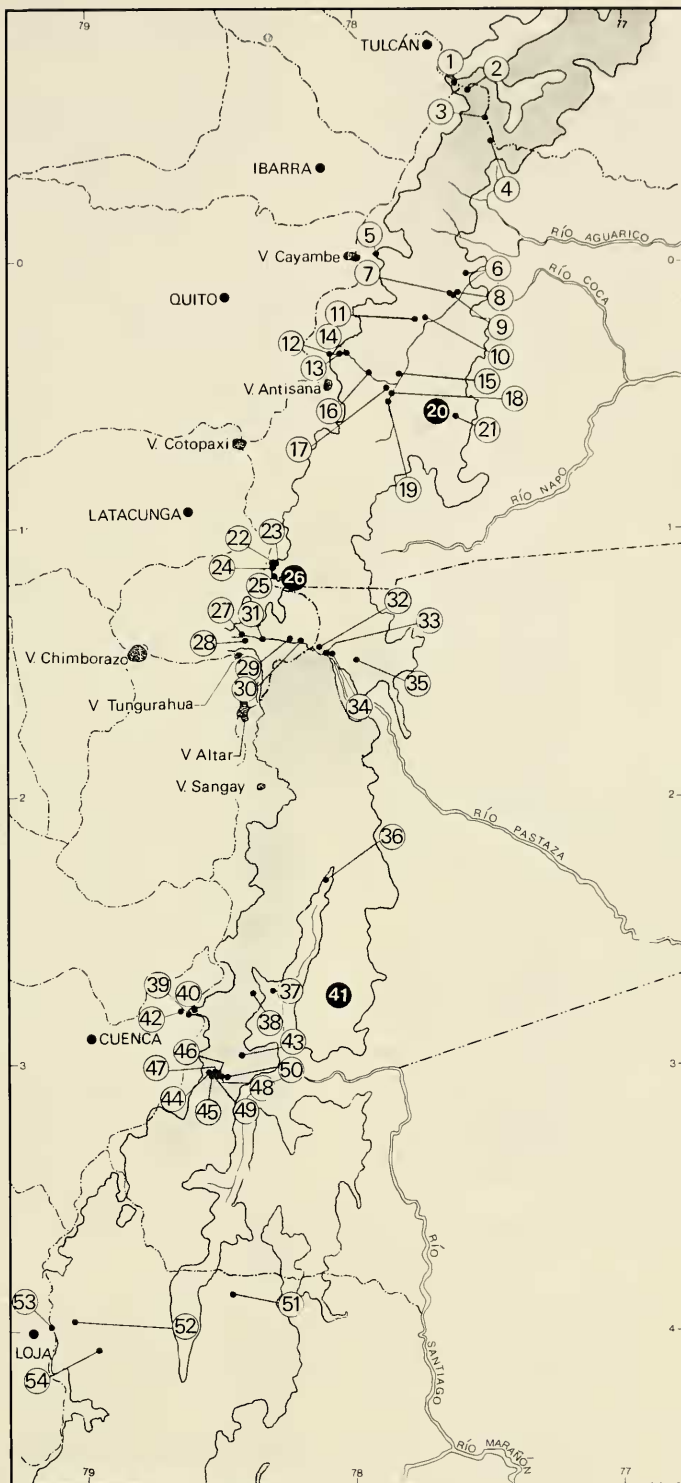 79 78 77
TULCÁN
1 2
3
IBARRA
4
5
RÍO AGUARICO
0 V Cayambe 6 0
7 RÍO COCA
QUITO 8
11 9
14 10
12
13 15
V. Antisana 18
16 20 21
V. Cotopaxi 17
19
RÍO NAPO
LATACUNGA
1 1
22 23
24
25 26
27 31 32
28 33
V. Chimborazo 29 35
30
V Tungurahua 34
V Altar
V. Sangay
2 2
RÍO PASTAZA
36
39 40 37 41
42 38
CUENCA 46 43
3 47 50 3
44 48
45 49
RÍO SANTIAGO
51
53 52
LOJA 4
54
RÍO MARAÑÓN
79 78 77